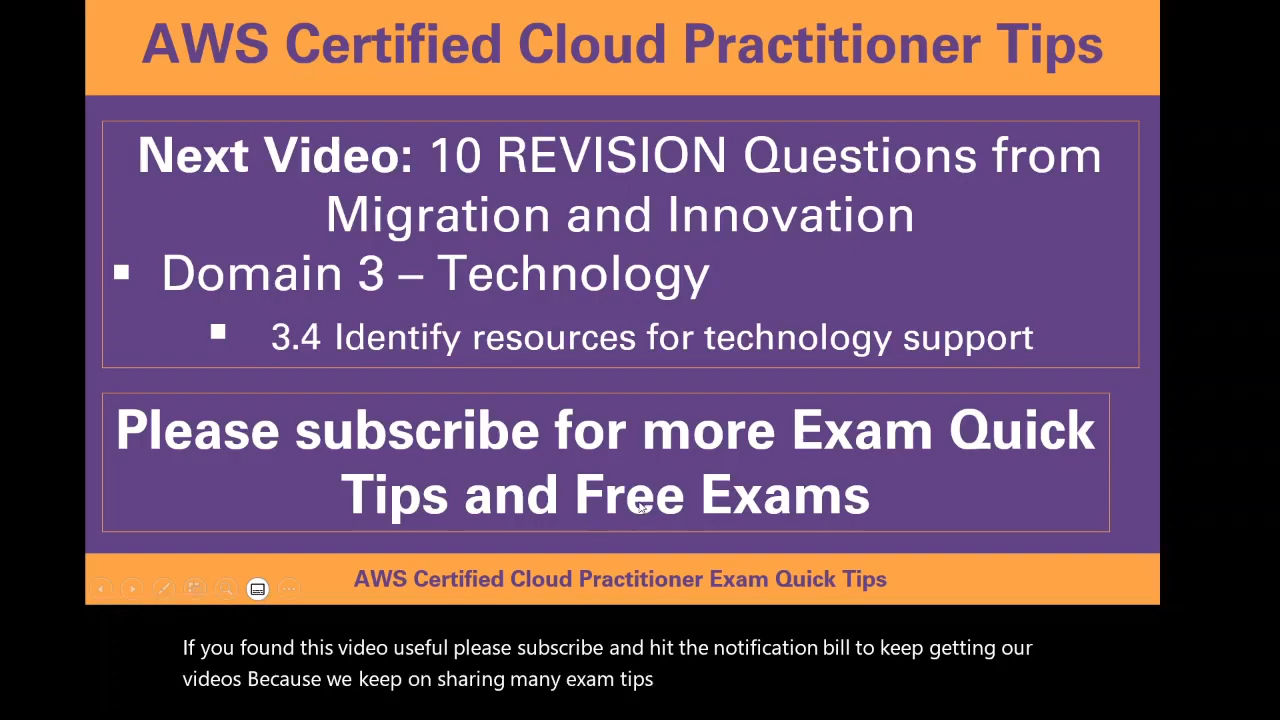 AWS Certified Cloud Practitioner Tips
Next Video: 10 REVISION Questions from
Migration and Innovation
▪ Domain 3 – Technology
▪ 3.4 Identify resources for technology support
Please subscribe for more Exam Quick
Tips and Free Exams
AWS Certified Cloud Practitioner Exam Quick Tips
If you found this video useful please subscribe and hit the notification bill to keep getting our
videos Because we keep on sharing many exam tips